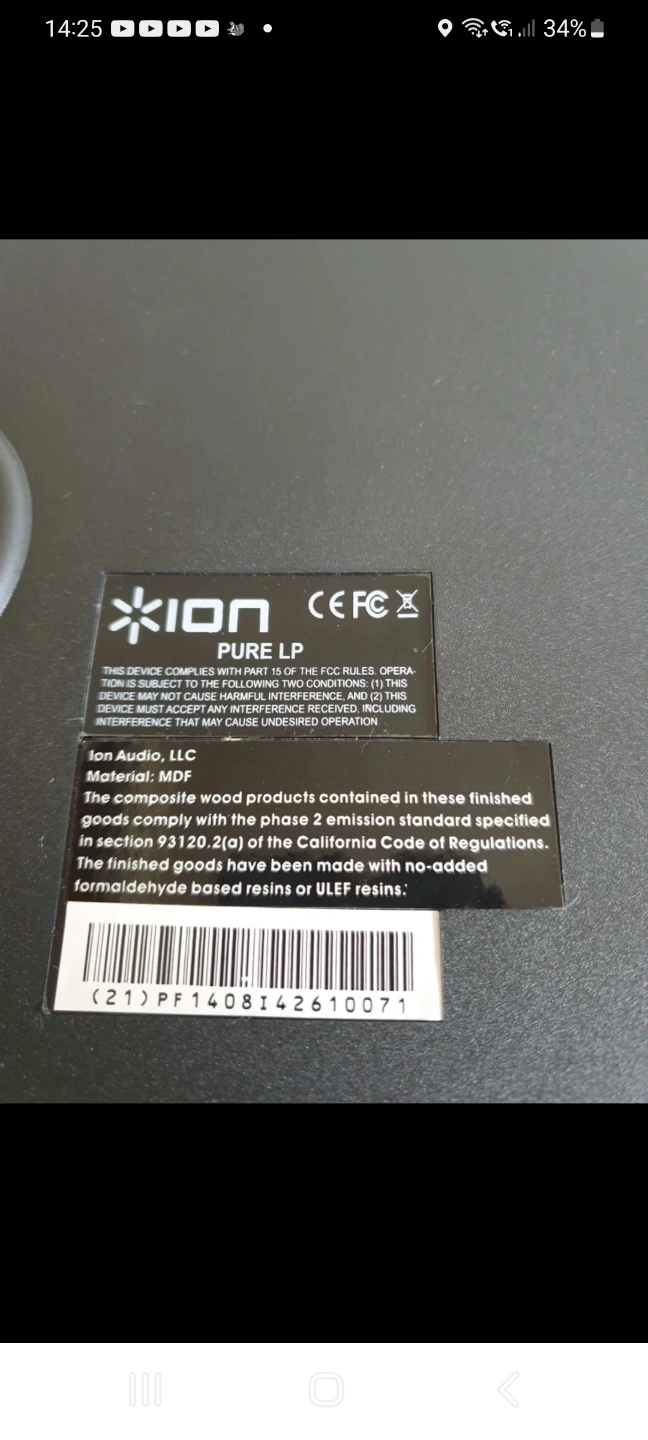 14:25
34%
ION
CE FC
PURE LP
THIS DEVICE COMPLIES WITH PART 15 OF THE FCC RULES. OPERA-
TION IS SUBJECT TO THE FOLLOWING TWO CONDITIONS: (1) THIS
DEVICE MAY NOT CAUSE HARMFUL INTERFERENCE, AND (2) THIS
DEVICE MUST ACCEPT ANY INTERFERENCE RECEIVED, INCLUDING
INTERFERENCE THAT MAY CAUSE UNDESIRED OPERATION
Ion Audio, LLC
Material: MDF
The composite wood products contained in these finished
goods comply with the phase 2 emission standard specified
in section 93120.2(a) of the California Code of Regulations.
The finished goods have been made with no-added
formaldehyde based resins or ULEF resins.
(21)PF1408I42610071